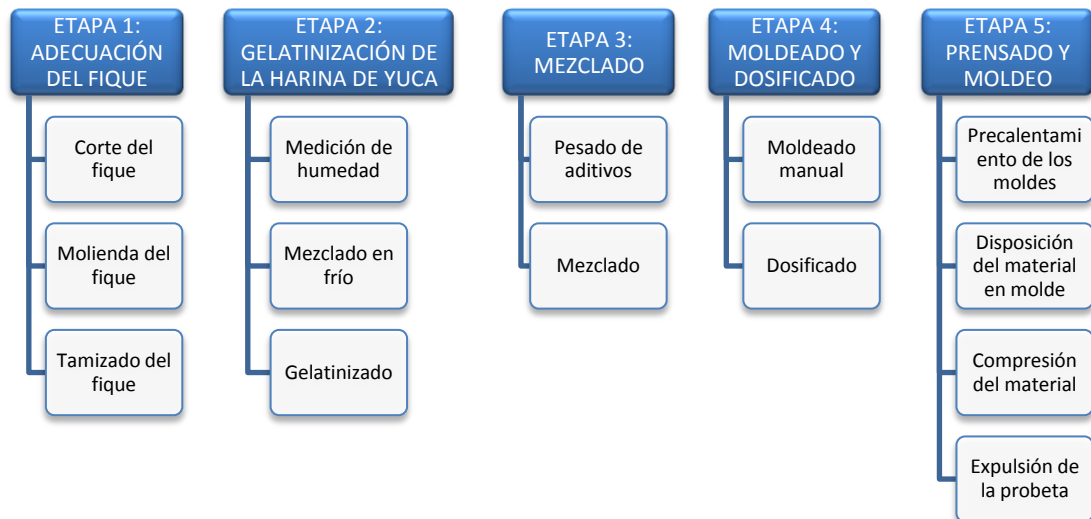 ETAPA 1:
ADECUACIÓN
DEL FIQUE
Corte del
fique
Molienda del
fique
Tamizado del
fique
ETAPA 2:
GELATINIZACIÓN DE
LA HARINA DE YUCA
Medición de
humedad
Mezclado en
frío
Gelatinizado
ETAPA 3:
MEZCLADO
Pesado de
aditivos
Mezclado
ETAPA 4:
MOLDEADO Y
DOSIFICADO
Moldeado
manual
Dosificado
ETAPA 5:
PRENSADO Y
MOLDEO
Precalentami
ento de los
moldes
Disposición
del material
en molde
Compresión
del material
Expulsión de
la probeta